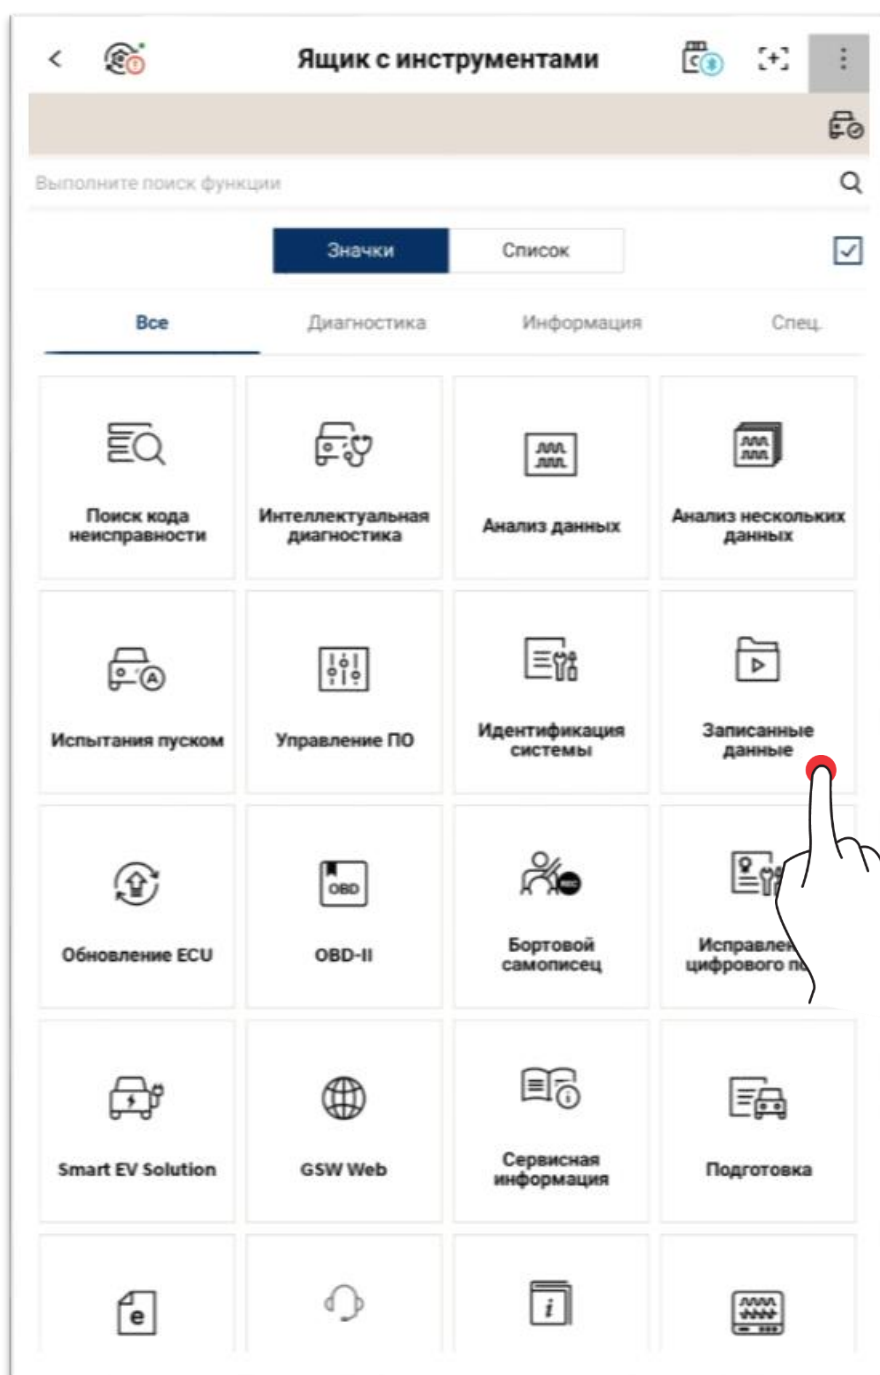 Ящик с инструментами
Выполните поиск функции
Значки
Список
Все
Диагностика
Информация
Спец.
Поиск кода
неисправности
Интеллектуальная
диагностика
Анализ данных
Анализ нескольких
данных
A
Испытания пуском
Управление ПО
Идентификация
системы
Записанные
данные
Обновление ECU
OBD
OBD-II
REC
Бортовой
самописец
цифрового
Smart EV Solution
GSW Web
i
Сервисная
информация
Подготовка
e
i